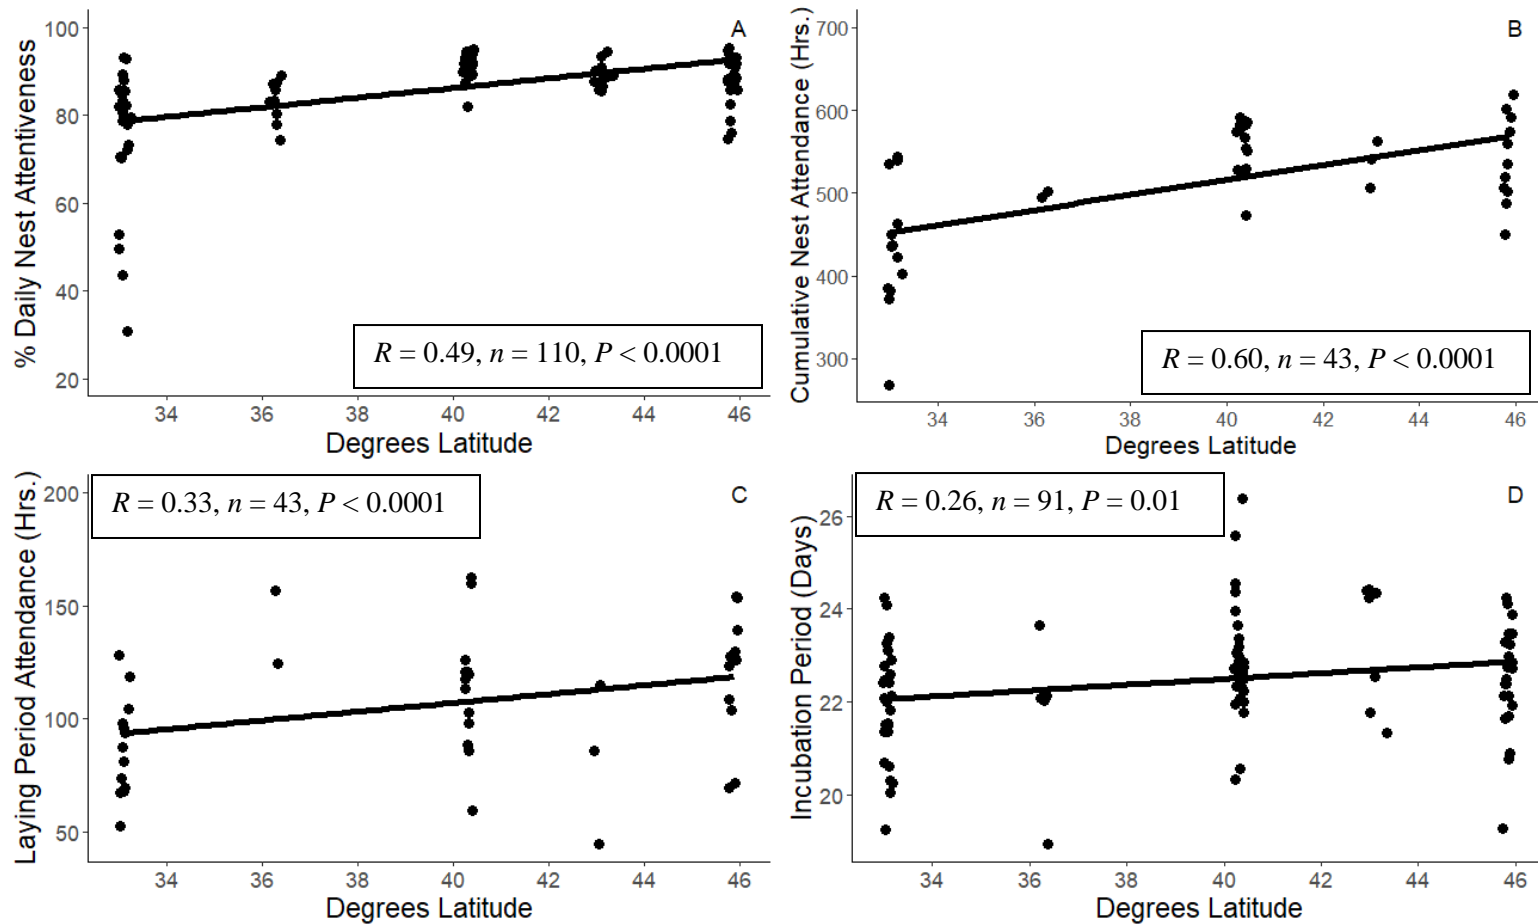 A
% Daily Nest Attentiveness
100
80
60
40
20
R = 0.49, n = 110, P < 0.0001
34 36 38 40 42 44 46
Degrees Latitude
B
Cumulative Nest Attendance (Hrs.)
700
600
500
400
300
R = 0.60, n = 43, P < 0.0001
34 36 38 40 42 44 46
Degrees Latitude
C
Laying Period Attendance (Hrs.)
R = 0.33, n = 43, P < 0.0001
200
150
100
50
34 36 38 40 42 44 46
Degrees Latitude
D
Incubation Period (Days)
R = 0.26, n = 91, P = 0.01
26
24
22
20
34 36 38 40 42 44 46
Degrees Latitude